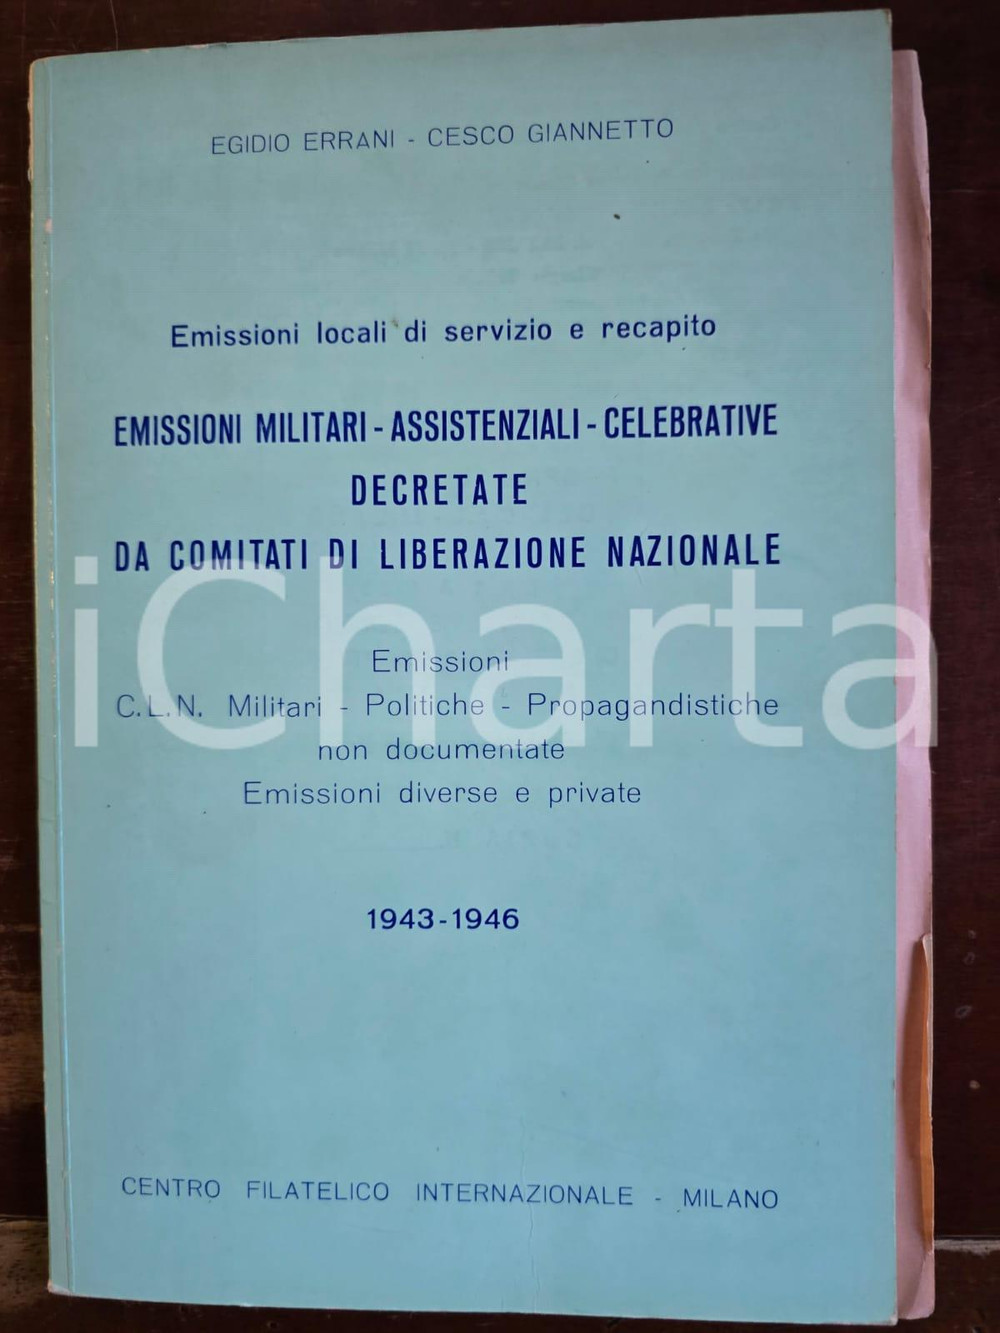 EGIDIO ERRANI - CESCO GIANNETTO
Emissioni locali di servizio e recapito
EMISSIONI MILITARI - ASSISTENZIALI - CELEBRATIVE
DECRETATE
DA COMITATI DI LIBERAZIONE NAZIONALE
iCharta
Emissioni
C.L.N. Militari - Politiche - Propagandistiche
non documentate
Emissioni diverse e private
1943-1946
CENTRO FILATELICO INTERNAZIONALE - MILANO